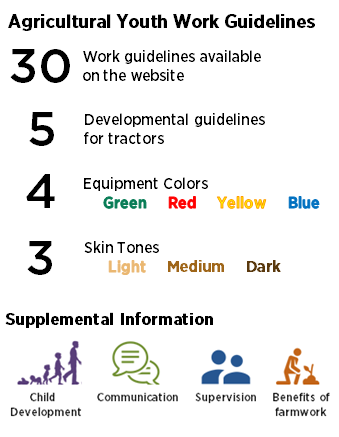 Agricultural Youth Work Guidelines
30
Work guidelines available
on the website
5
Developmental guidelines
for tractors
4
Equipment Colors
Green Red Yellow Blue
3
Skin Tones
Light Medium Dark
Supplemental Information
Child
Development
Communication
Supervision
Benefits of
farmwork